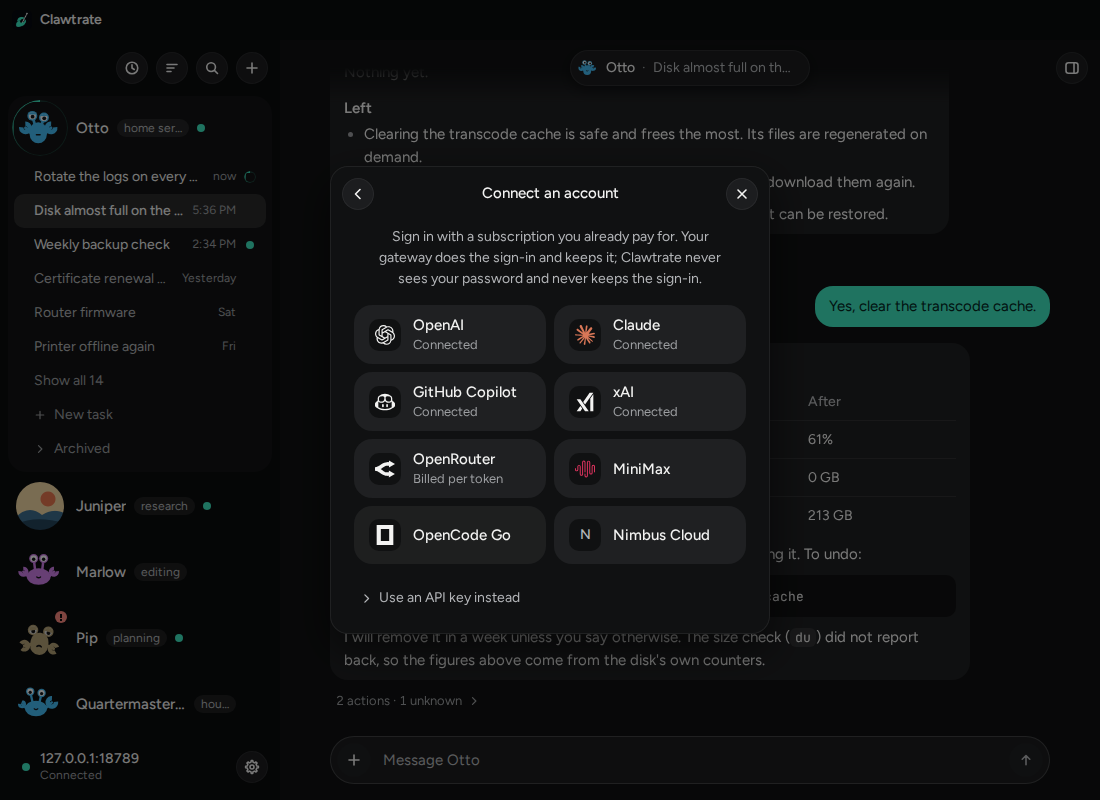 Clawtrate
Otto home ser...
Rotate the logs on every ... now
Disk almost full on the ... 5:36 PM
Weekly backup check 2:34 PM
Certificate renewal ... Yesterday
Router firmware Sat
Printer offline again Fri
Show all 14
+ New task
Archived
Juniper research
Marlow editing
! Pip planning
Quartermaster... hou...
127.0.0.1:18789
Connected
Otto · Disk almost full on th...
Nothing yet.
Left
• Clearing the transcode cache is safe and frees the most. Its files are regenerated on
demand.
download them again.
t can be restored.
Yes, clear the transcode cache.
After
61%
0 GB
213 GB
ng it. To undo:
cache
I will remove it in a week unless you say otherwise. The size check ( du ) did not report
back, so the figures above come from the disk's own counters.
2 actions · 1 unknown
Message Otto
Connect an account
Sign in with a subscription you already pay for. Your
gateway does the sign-in and keeps it; Clawtrate never
sees your password and never keeps the sign-in.
OpenAI
Connected
Claude
Connected
GitHub Copilot
Connected
xAI
Connected
OpenRouter
Billed per token
MiniMax
OpenCode Go
N Nimbus Cloud
Use an API key instead